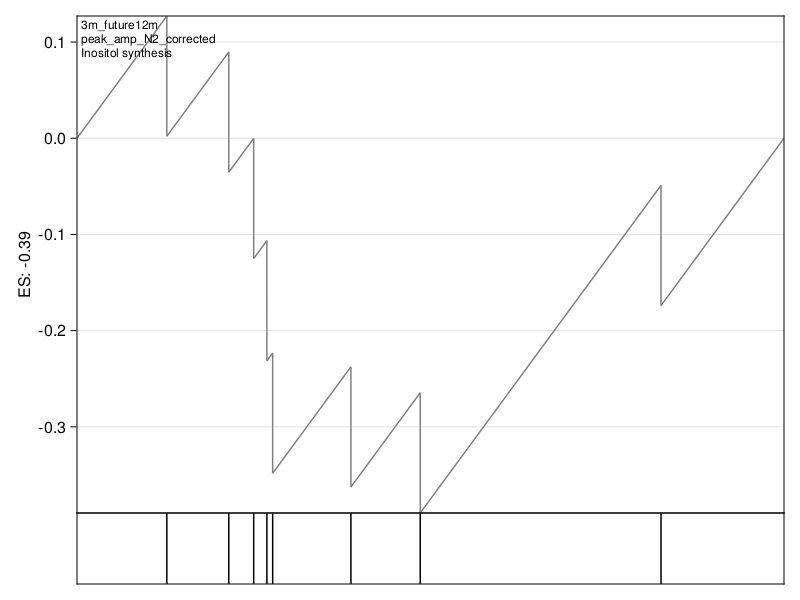 3m_future12m
peak_amp_N2_corrected
Inositol synthesis
0.1
0.0
-0.1
-0.2
-0.3
ES: -0.39